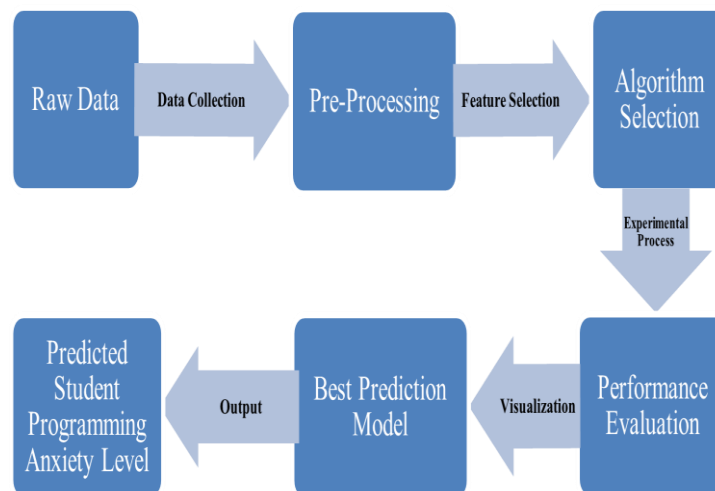 Raw Data
Data Collection
Pre-Processing
Feature Selection
Algorithm
Selection
Experimental
Process
Performance
Evaluation
Visualization
Best Prediction
Model
Output
Predicted
Student
Programming
Anxiety Level